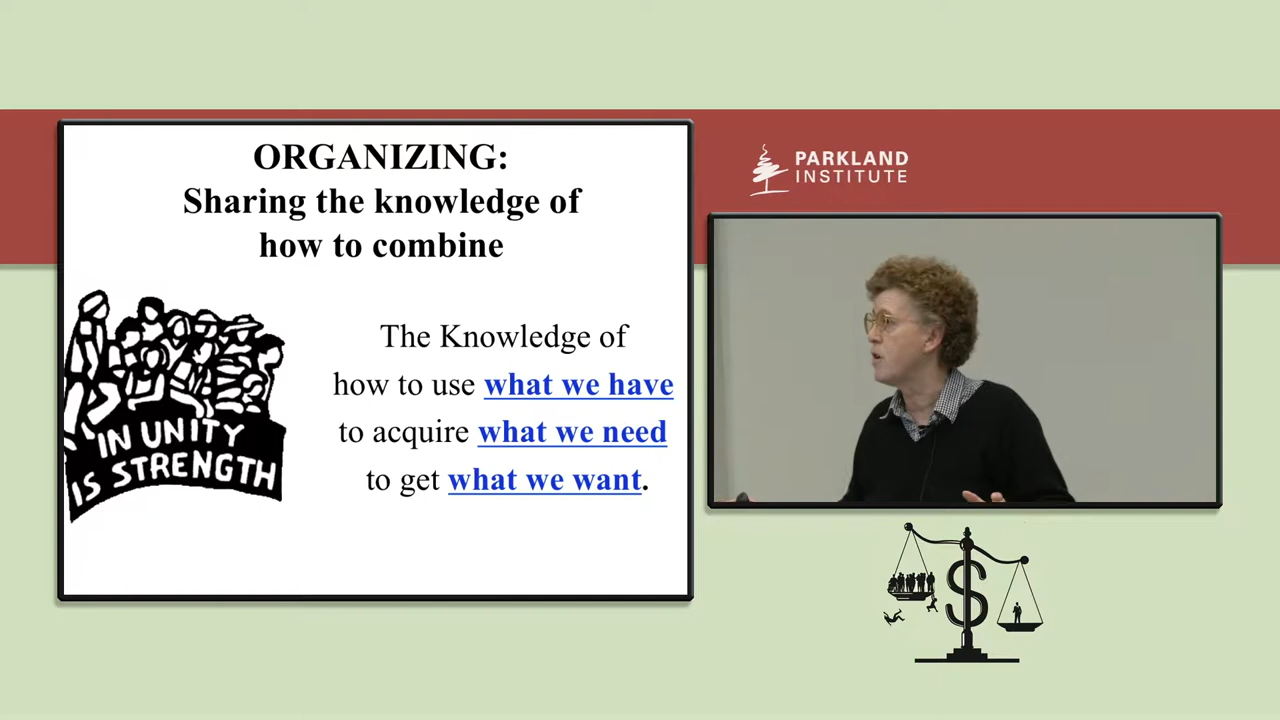 ORGANIZING:
Sharing the knowledge of
how to combine
The Knowledge of
how to use what we have
to acquire what we need
to get what we want.
IN UNITY
IS STRENGTH
PARKLAND
INSTITUTE
$